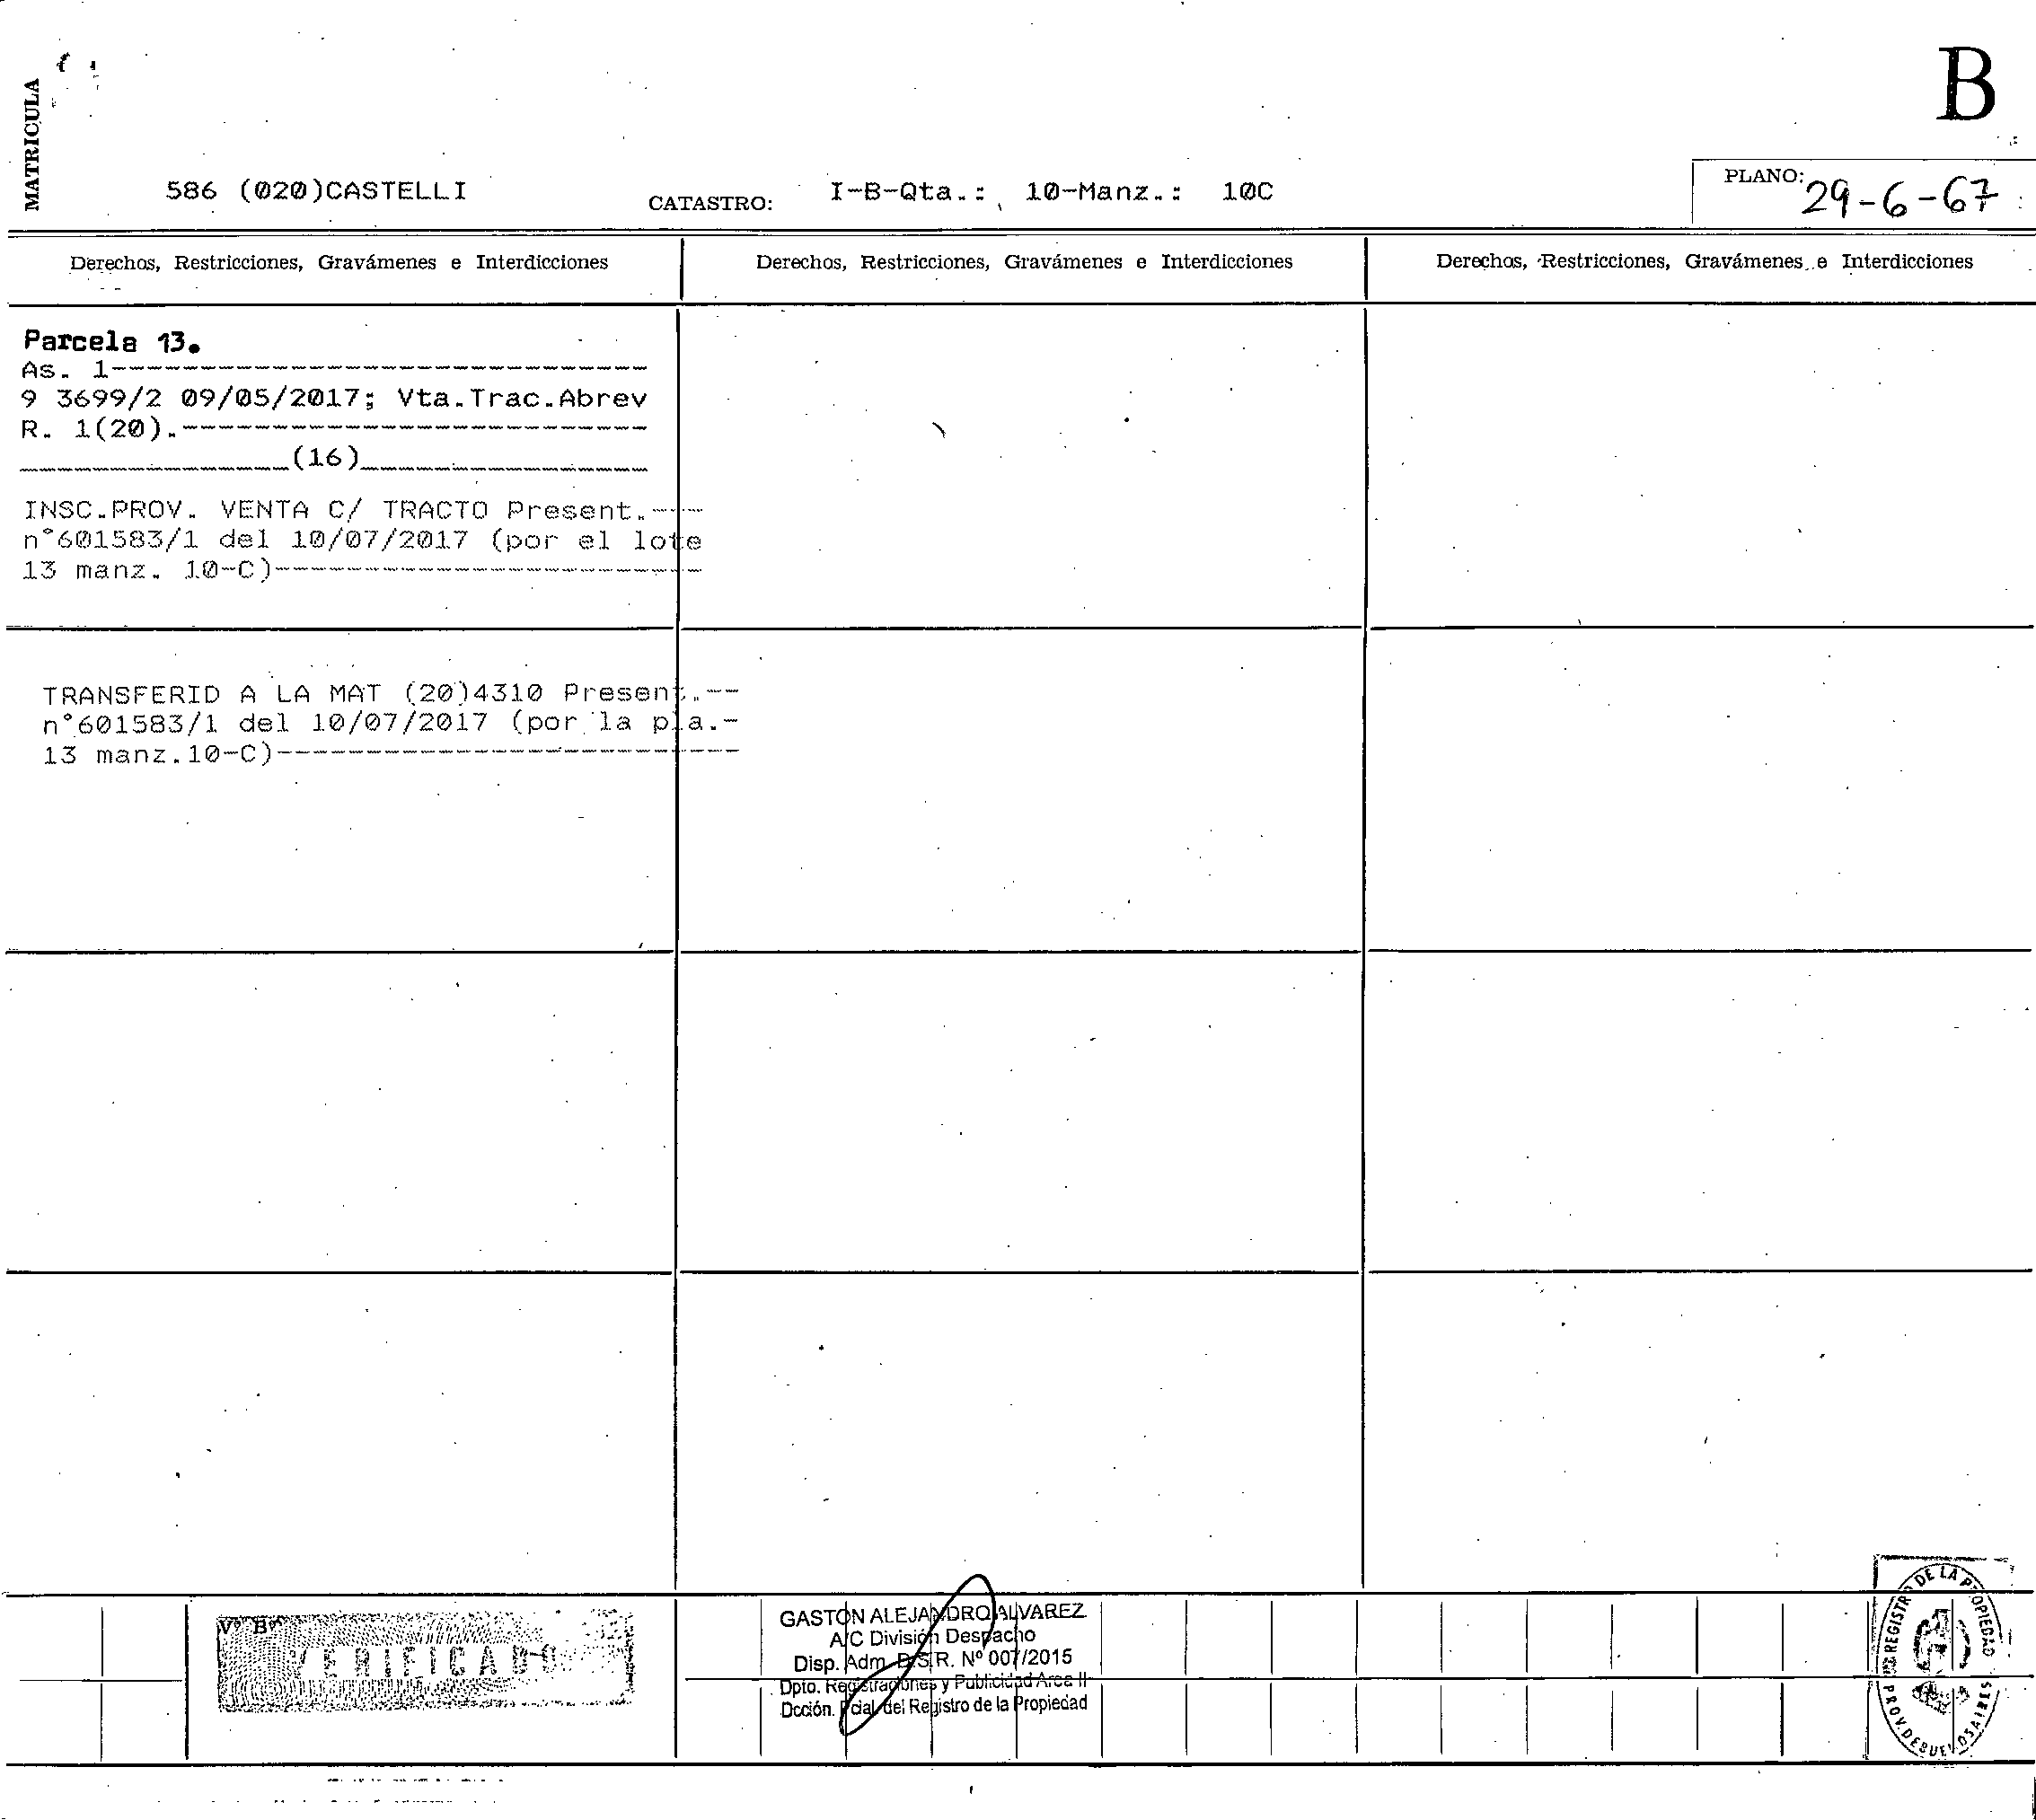 B
MATRICULA
586 (020)CASTELLI
CATASTRO: I-B-Qta.: 10-Manz.: 10C
PLANO: 29-6-67
Derechos, Restricciones, Gravámenes e Interdicciones
Derechos, Restricciones, Gravámenes e Interdicciones
Derechos, Restricciones, Gravámenes e Interdicciones
Parcela 13.
As. 1------------------------------
9 3699/2 09/05/2017; Vta.Trac.Abrev
R. 1(20).--------------------------
_______________(16)________________
INSC.PROV. VENTA C/ TRACTO Present.---
n°601583/1 del 10/07/2017 (por el lote
13 manz. 10-C)------------------------
TRANSFERID A LA MAT (20)4310 Present.--
n°601583/1 del 10/07/2017 (por la pla.-
13 manz.10-C)--------------------------
Vº Bº
VERIFICADO
GASTON ALEJANDRO ALVAREZ
A/C División Despacho
Disp. Adm. D.S.R. Nº 007/2015
Dpto. Registraciones y Publicidad Area II
Dcción. Pcial. del Registro de la Propiedad
REGISTRO DE LA PROPIEDAD
PROV. DE BUENOS AIRES